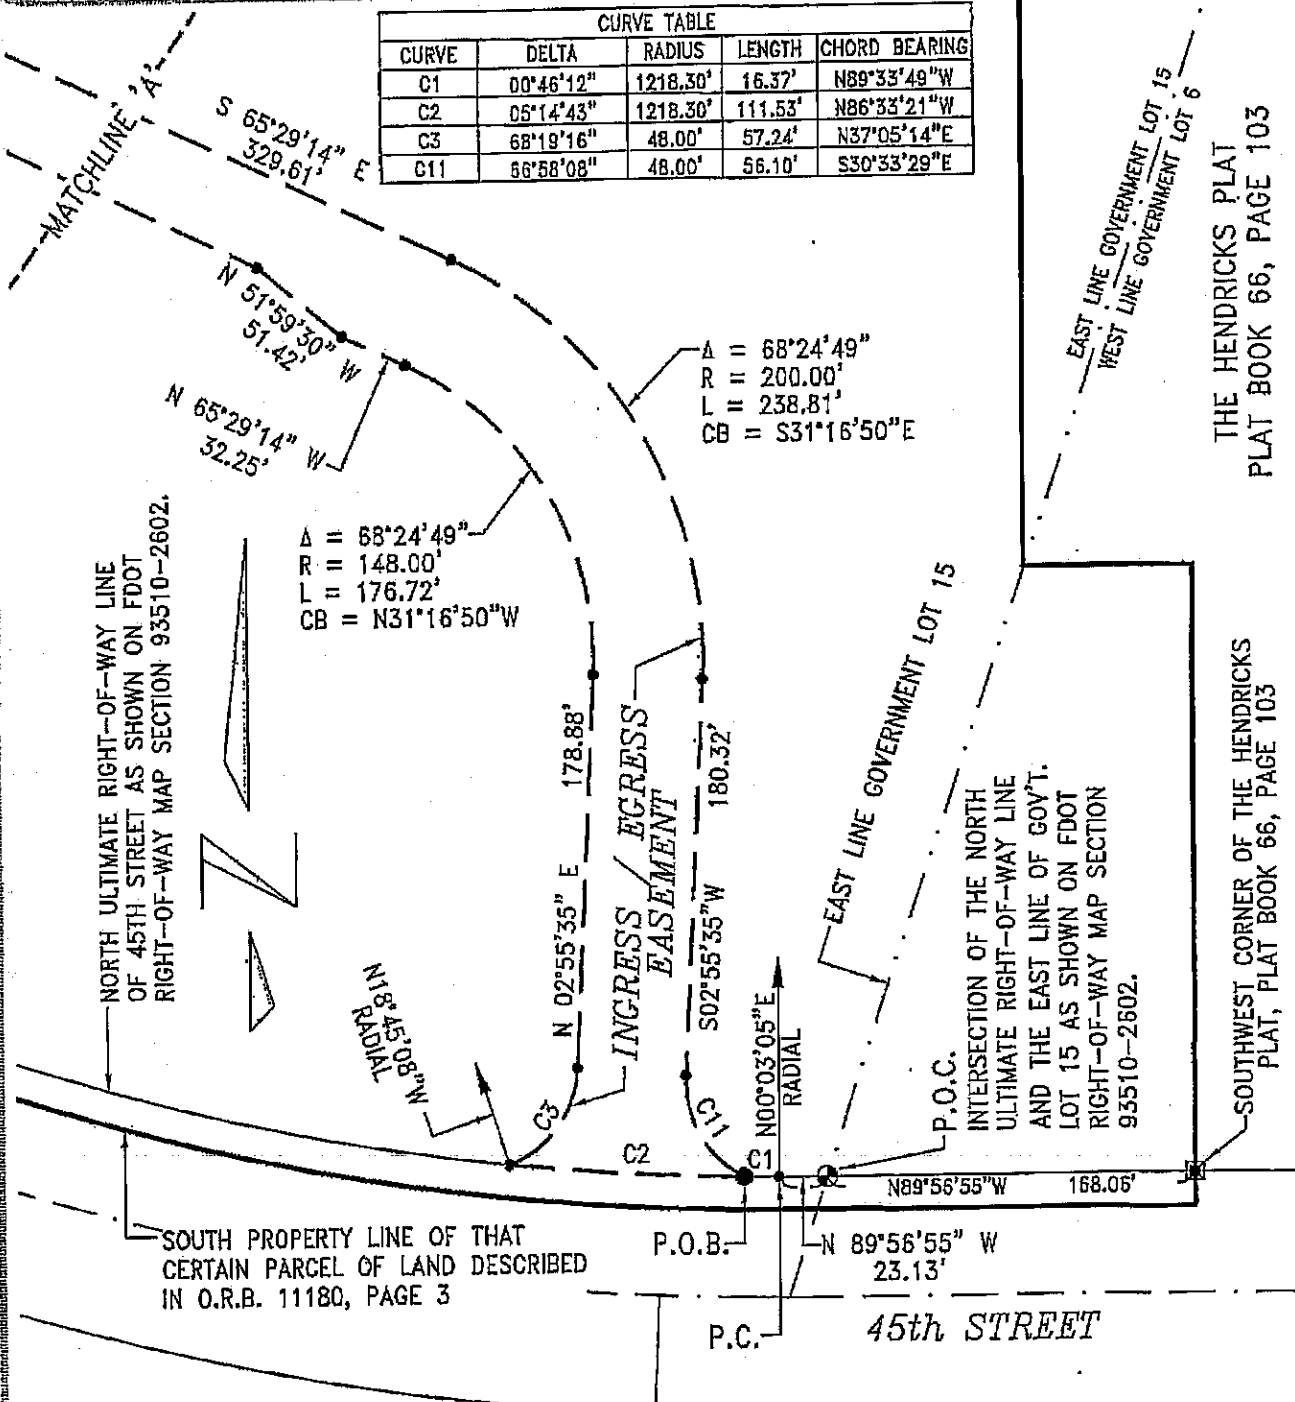 CURVE TABLE
CURVE DELTA RADIUS LENGTH CHORD BEARING
C1 00°46'12" 1218.30' 16.37' N89°33'49"W
C2 05°14'43" 1218.30' 111.53' N86°33'21"W
C3 68°19'16" 48.00' 57.24' N37°05'14"E
C11 66°58'08" 48.00' 56.10' S30°33'29"E
MATCHLINE 'A'
S 65°29'14" E
329.61'
N 51°59'30" W
51.42'
N 65°29'14" W
32.25'
Δ = 68°24'49"
R = 200.00'
L = 238.81'
CB = S31°16'50"E
Δ = 68°24'49"
R = 148.00'
L = 176.72'
CB = N31°16'50"W
EAST LINE GOVERNMENT LOT 15
WEST LINE GOVERNMENT LOT 6
THE HENDRICKS PLAT
PLAT BOOK 66, PAGE 103
NORTH ULTIMATE RIGHT-OF-WAY LINE
OF 45TH STREET AS SHOWN ON FDOT
RIGHT-OF-WAY MAP SECTION 93510-2602.
Z
N 02°55'35" E
178.88'
INGRESS / EGRESS
EASEMENT
S02°55'35"W
180.32'
EAST LINE GOVERNMENT LOT 15
N18°45'08"W
RADIAL
N00°03'05"E
RADIAL
P.O.C.
INTERSECTION OF THE NORTH
ULTIMATE RIGHT-OF-WAY LINE
AND THE EAST LINE OF GOV'T.
LOT 15 AS SHOWN ON FDOT
RIGHT-OF-WAY MAP SECTION
93510-2602.
SOUTHWEST CORNER OF THE HENDRICKS
PLAT, PLAT BOOK 66, PAGE 103
C3
C11
C2
C1
N89°56'55"W 168.06'
SOUTH PROPERTY LINE OF THAT
CERTAIN PARCEL OF LAND DESCRIBED
IN O.R.B. 11180, PAGE 3
P.O.B.
N 89°56'55" W
23.13'
P.C.
45th STREET